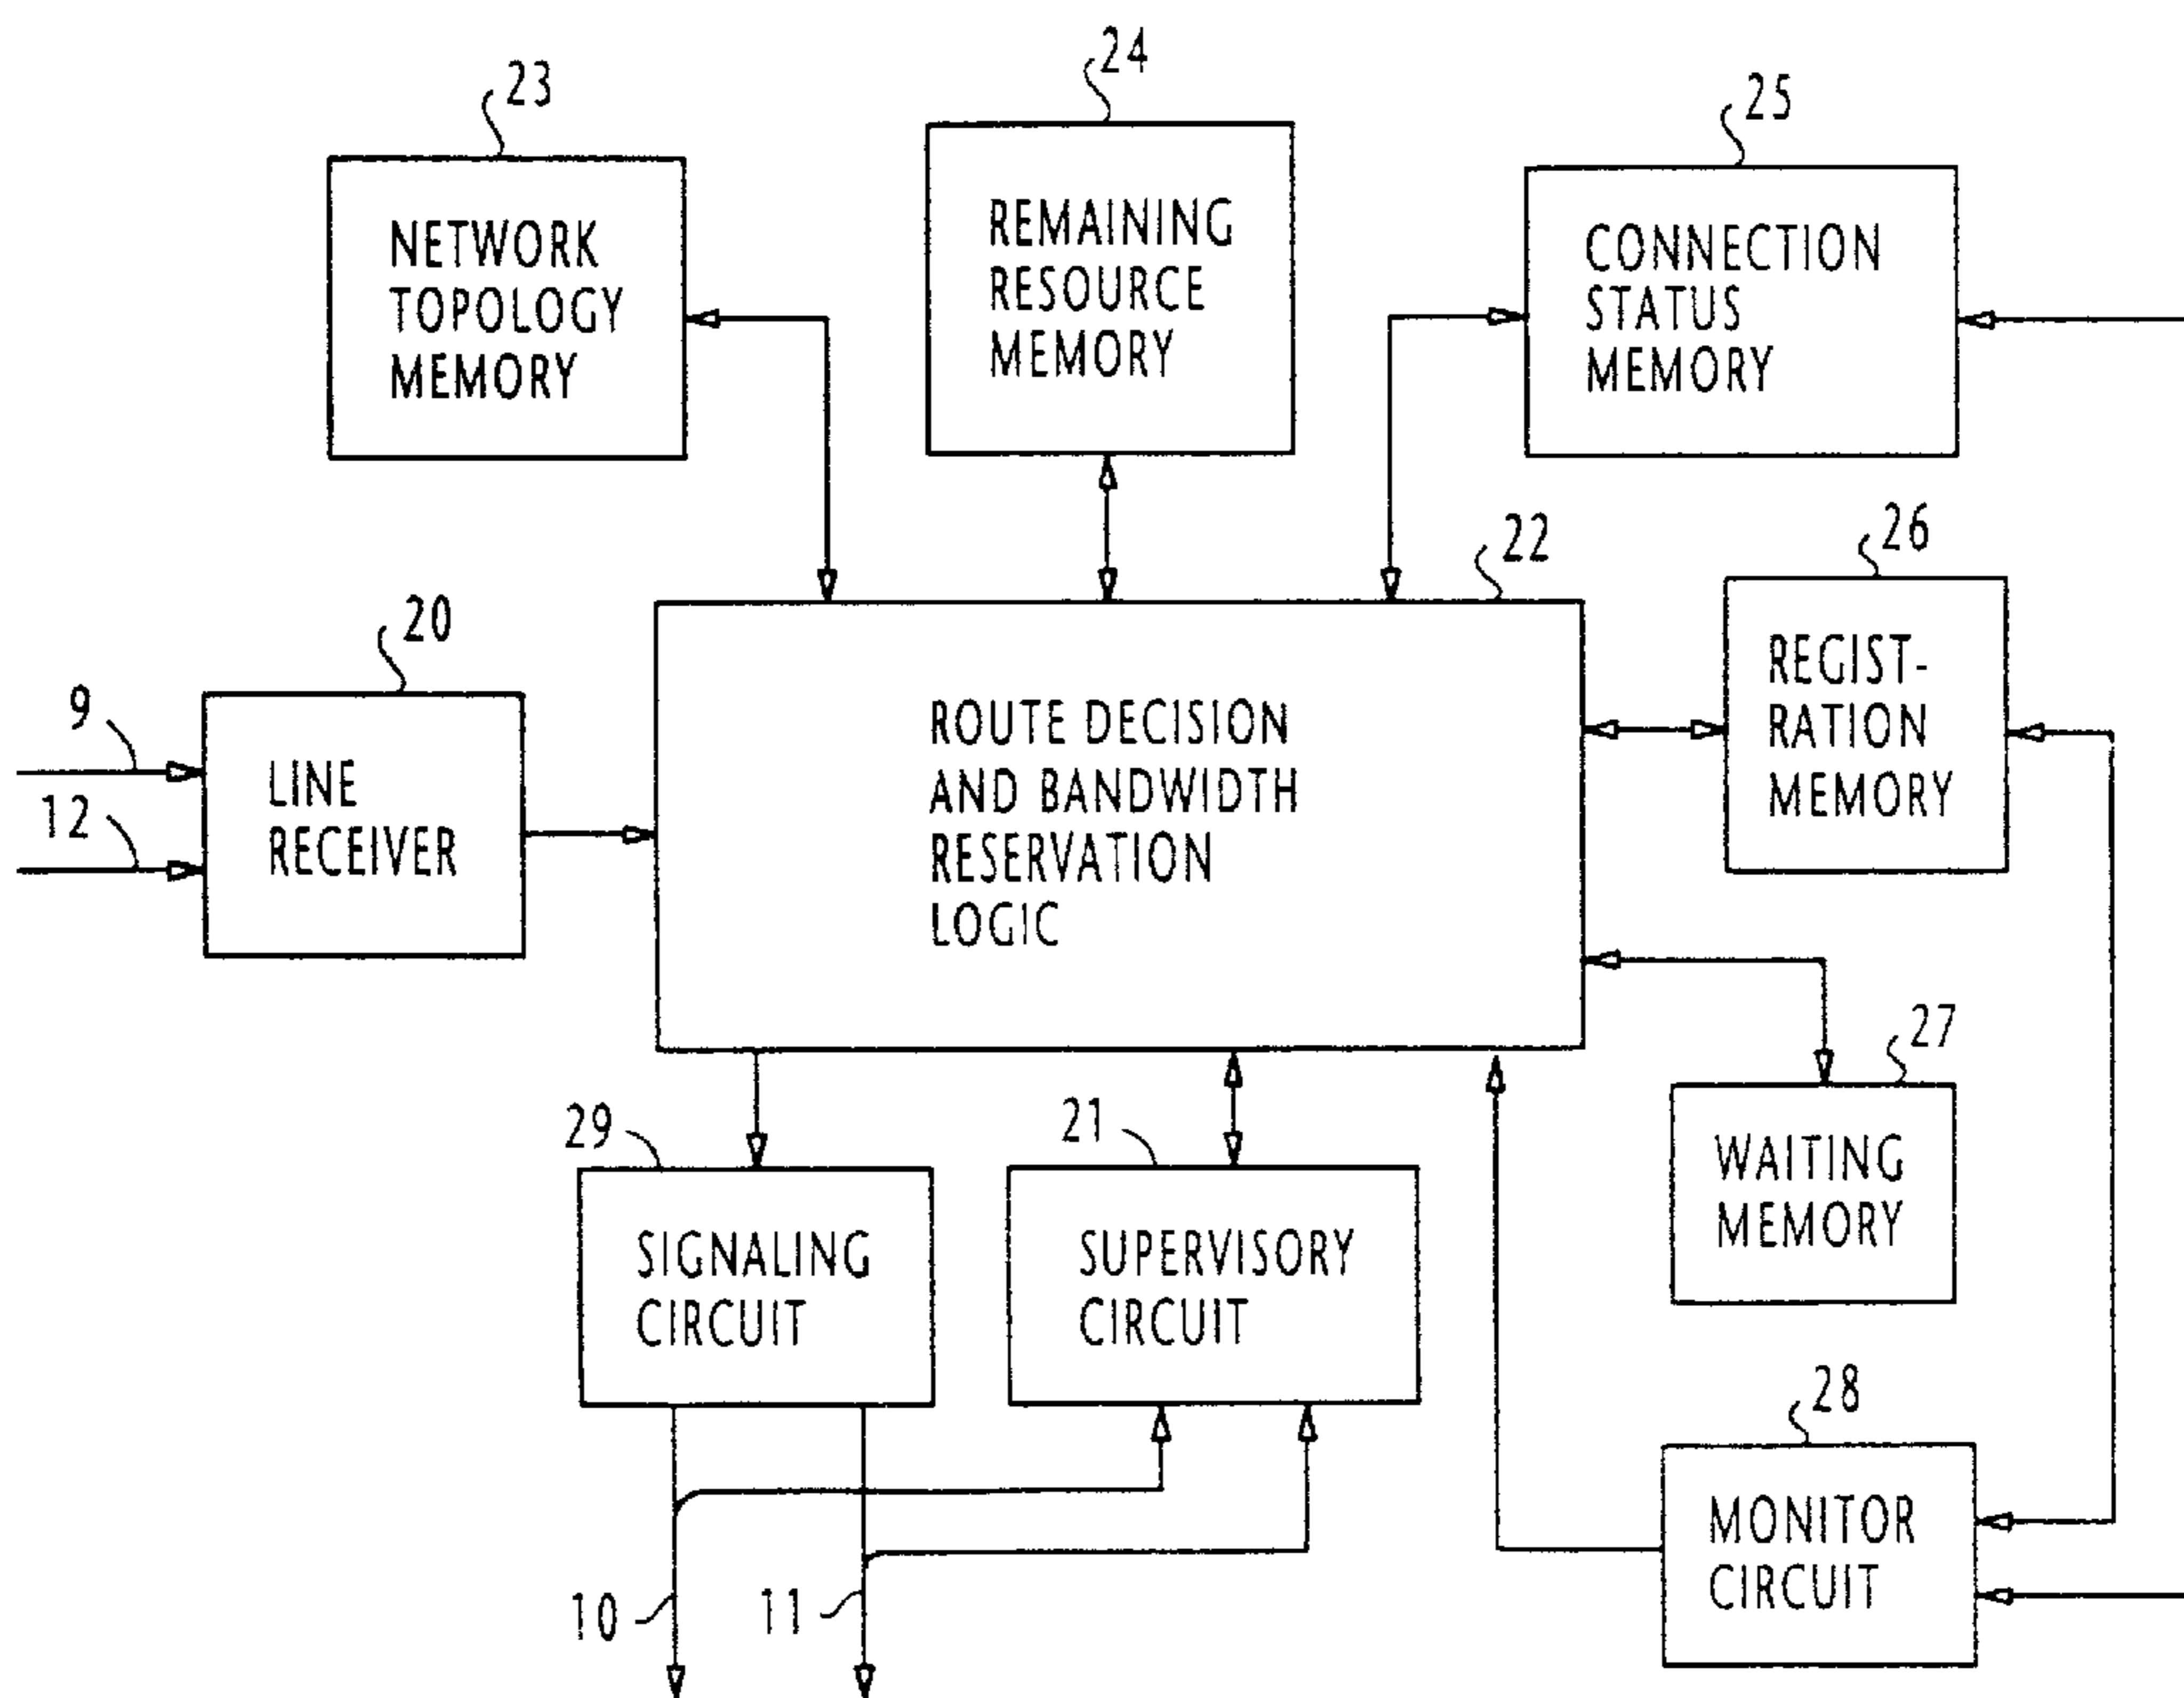 24
23
25
NETWORK
TOPOLOGY
MEMORY
REMAINING
RESOURCE
MEMORY
CONNECTION
STATUS
MEMORY
22
26
20
REGIST-
RATION
MEMORY
9
12
LINE
RECEIVER
ROUTE DECISION
AND BANDWIDTH
RESERVATION
LOGIC
27
29
21
WAITING
MEMORY
SIGNALING
CIRCUIT
SUPERVISORY
CIRCUIT
28
MONITOR
CIRCUIT
10
11